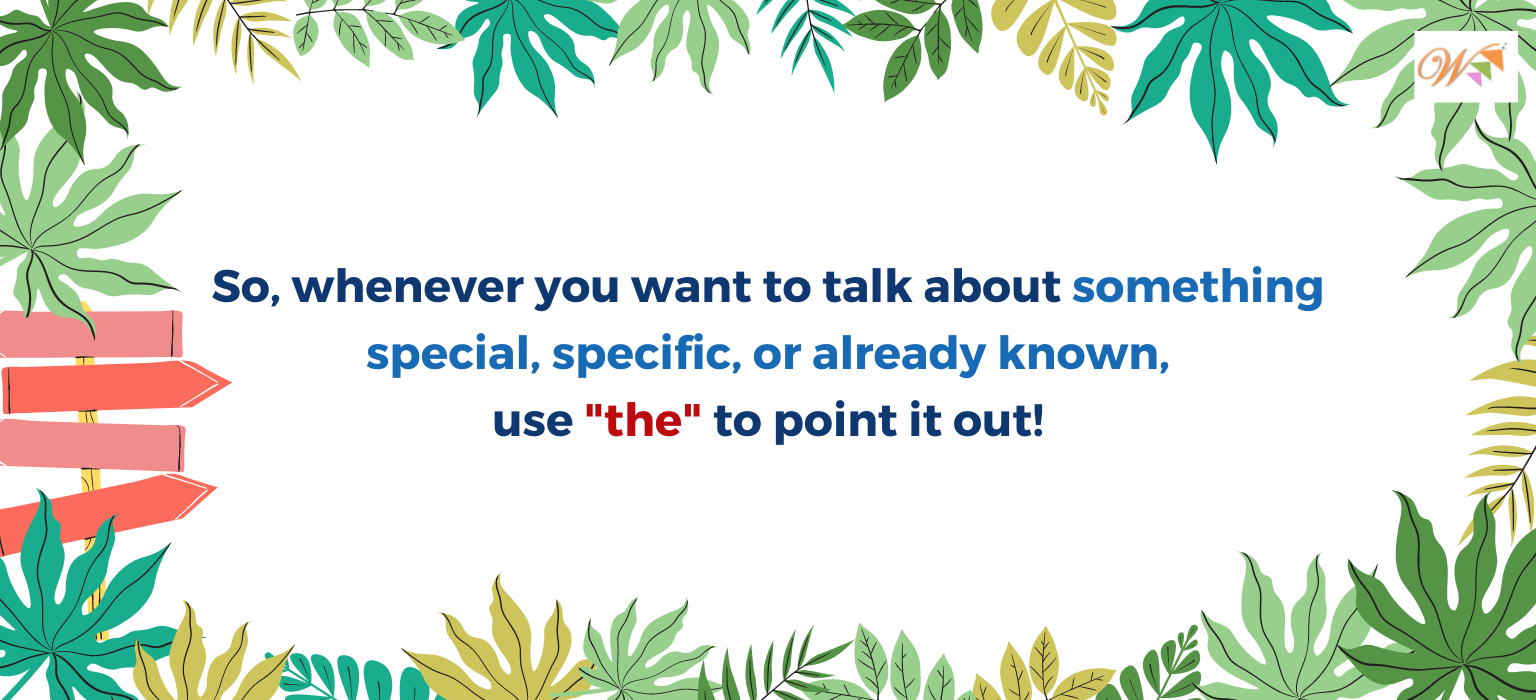 So, whenever you want to talk about something
special, specific, or already known,
use "the" to point it out!
W